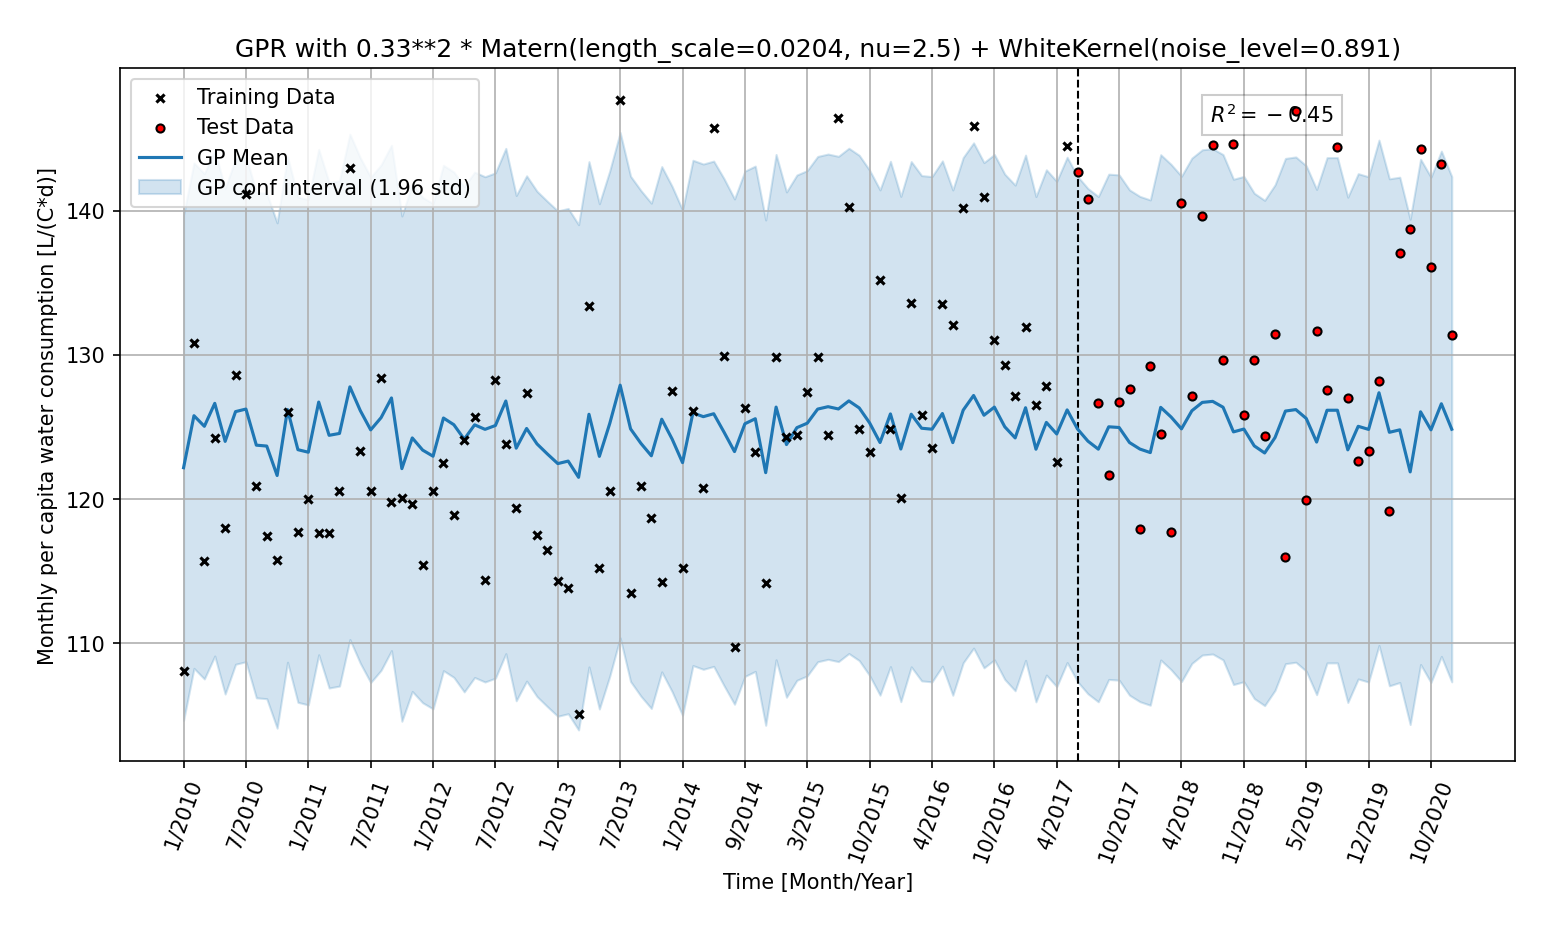 GPR with 0.33**2 * Matern(length_scale=0.0204, nu=2.5) + WhiteKernel(noise_level=0.891)
Training Data
Test Data
GP Mean
GP conf interval (1.96 std)
R² = −0.45
Monthly per capita water consumption [L/(C*d)]
140
130
120
110
1/2010 7/2010 1/2011 7/2011 1/2012 7/2012 1/2013 7/2013 1/2014 9/2014 3/2015 10/2015 4/2016 10/2016 4/2017 10/2017 4/2018 11/2018 5/2019 12/2019 10/2020
Time [Month/Year]